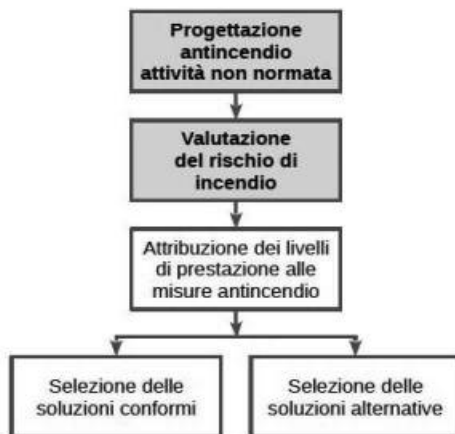 Progettazione
antincendio
attività non normata
Valutazione
del rischio di
incendio
Attribuzione dei livelli
di prestazione alle
misure antincendio
Selezione delle
soluzioni conformi
Selezione delle
soluzioni alternative